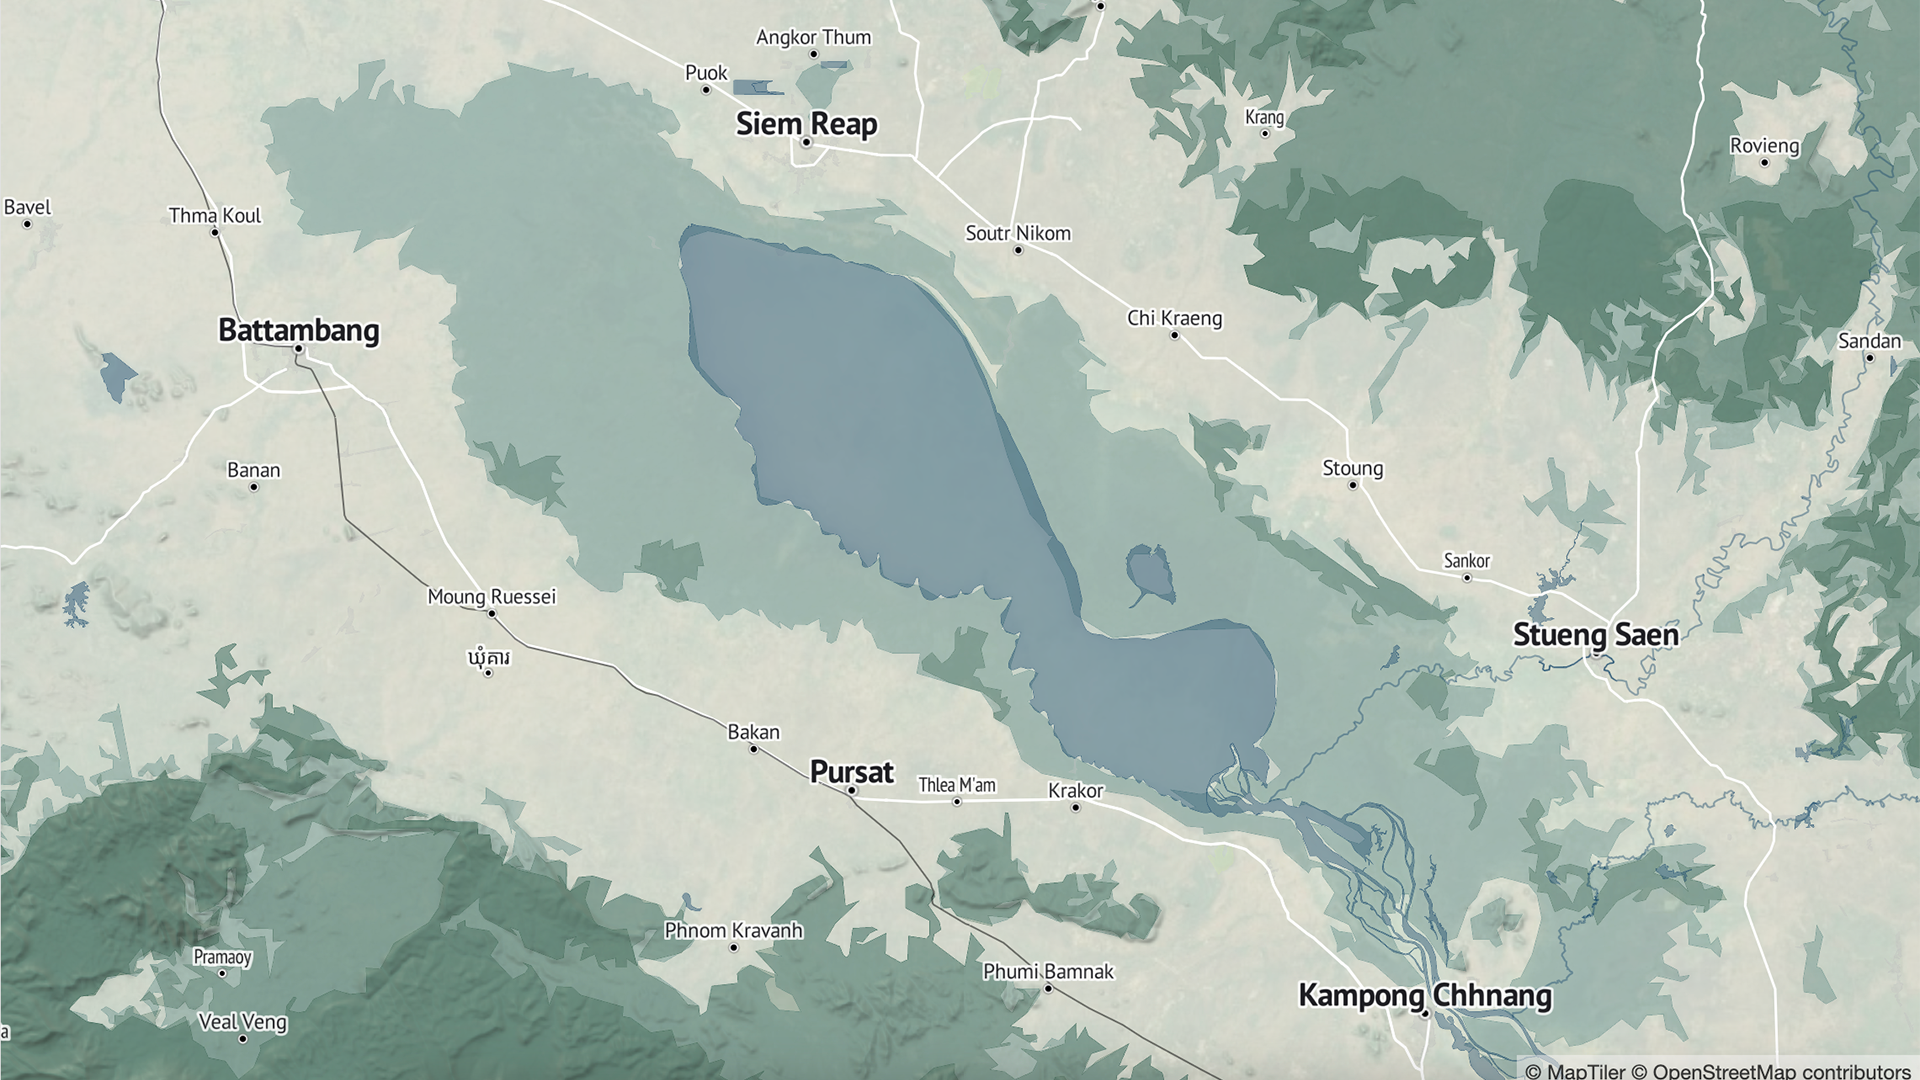 Angkor Thum
Puok
Siem Reap
Krang
Rovieng
Bavel
Thma Koul
Soutr Nikom
Chi Kraeng
Battambang
Sandan
Banan
Stoung
Sankor
Moung Ruessei
Stueng Saen
ឃុំគារ
Bakan
Pursat
Thlea M'am
Krakor
Phnom Kravanh
Pramaoy
Phumi Bamnak
Kampong Chhnang
Veal Veng
a
© MapTiler © OpenStreetMap contributors